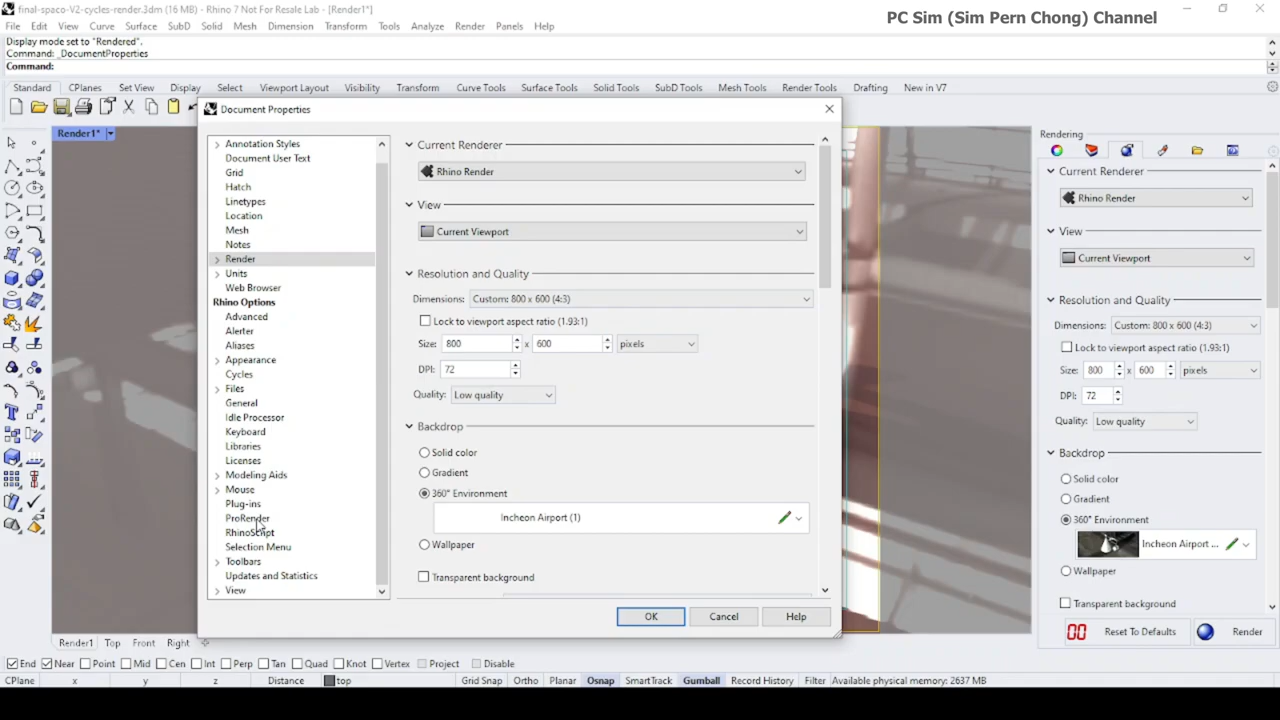 final-spaco-V2-cycles-render.3dm (16 MB) - Rhino 7 Not For Resale Lab - [Render1*]
PC Sim (Sim Pern Chong) Channel
File Edit View Curve Surface SubD Solid Mesh Dimension Transform Tools Analyze Render Panels Help
Display mode set to "Rendered".
Command: _DocumentProperties
Command:
Standard CPlanes Set View Display Select Viewport Layout Visibility Transform Curve Tools Surface Tools Solid Tools SubD Tools Mesh Tools Render Tools Drafting New in V7
Render1*
Document Properties
Annotation Styles
Document User Text
Grid
Hatch
Linetypes
Location
Mesh
Notes
Render
Units
Web Browser
Rhino Options
Advanced
Alerter
Aliases
Appearance
Cycles
Files
General
Idle Processor
Keyboard
Libraries
Licenses
Modeling Aids
Mouse
Plug-ins
ProRender
RhinoScript
Selection Menu
Toolbars
Updates and Statistics
View
Current Renderer
Rhino Render
View
Current Viewport
Resolution and Quality
Dimensions: Custom: 800 x 600 (4:3)
Lock to viewport aspect ratio (1.93:1)
Size: 800 x 600 pixels
DPI: 72
Quality: Low quality
Backdrop
Solid color
Gradient
360° Environment
Incheon Airport (1)
Wallpaper
Transparent background
OK Cancel Help
Rendering
Current Renderer
Rhino Render
View
Current Viewport
Resolution and Quality
Dimensions: Custom: 800 x 600 (4:3)
Lock to viewport aspect ratio (1.93:1)
Size: 800 x 600 pixels
DPI: 72
Quality: Low quality
Backdrop
Solid color
Gradient
360° Environment
Incheon Airport ...
Wallpaper
Transparent background
Reset To Defaults Render
Render1 Top Front Right
End Near Point Mid Cen Int Perp Tan Quad Knot Vertex Project Disable
CPlane x y z Distance top Grid Snap Ortho Planar Osnap SmartTrack Gumball Record History Filter Available physical memory: 2637 MB